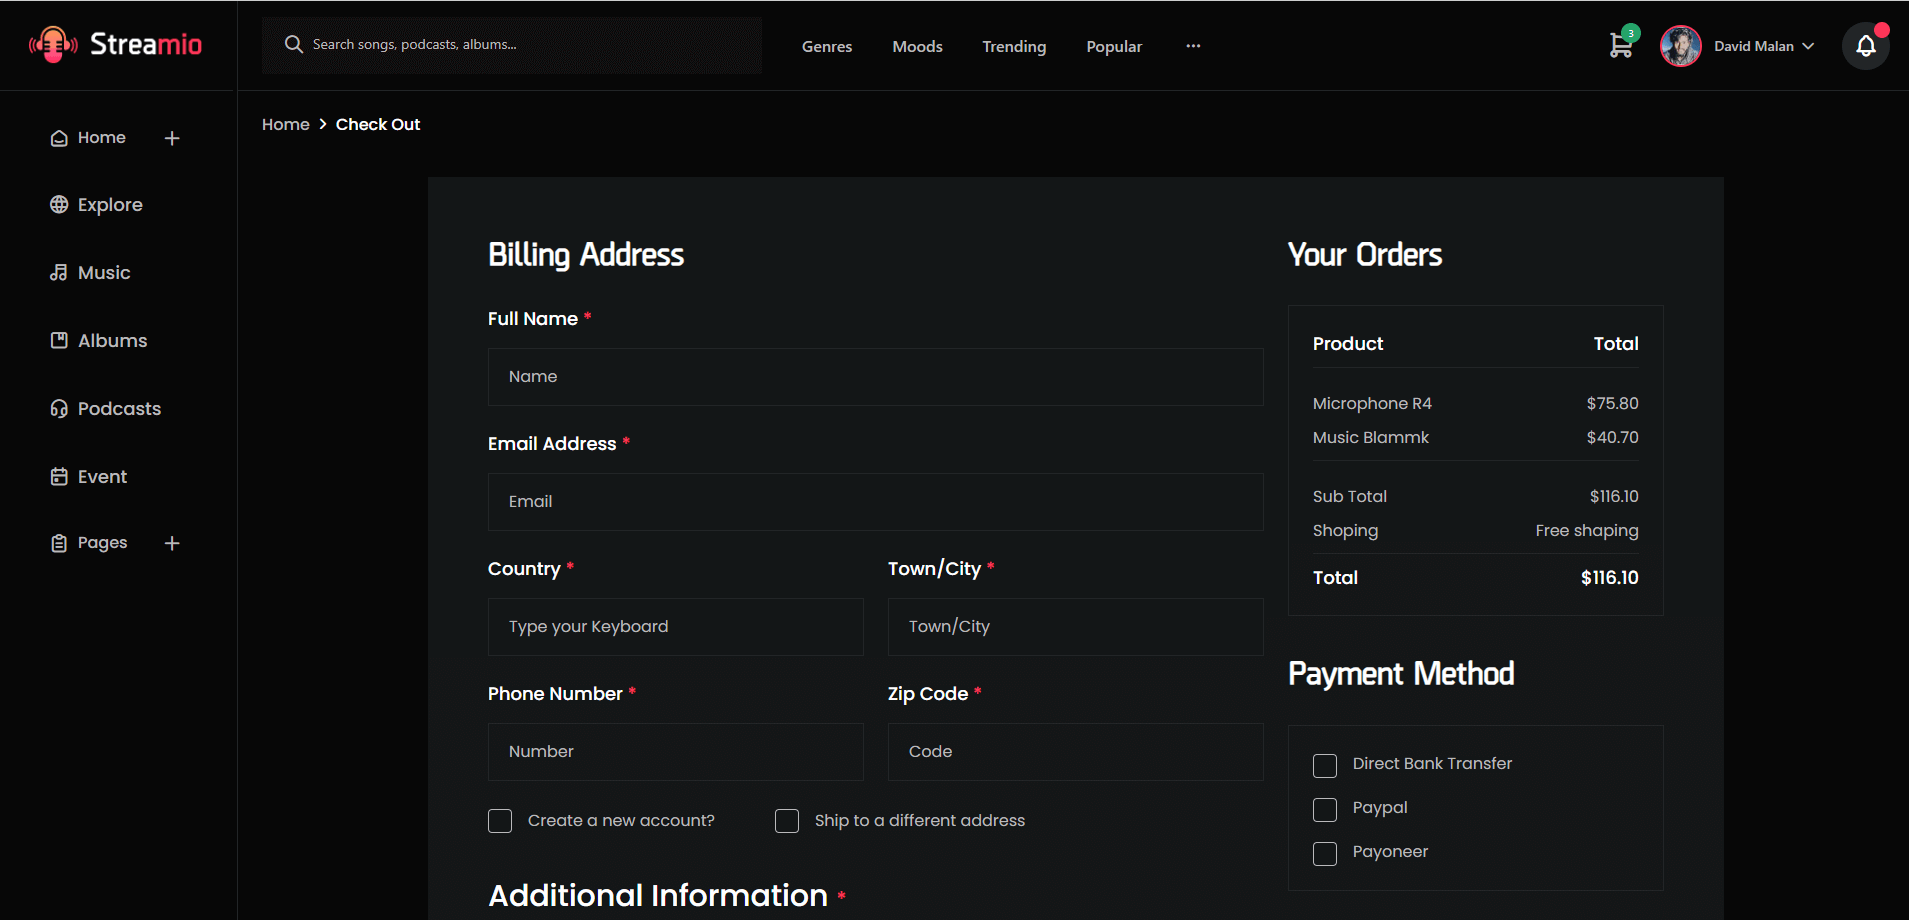 Streamio
Search songs, podcasts, albums...
Genres
Moods
Trending
Popular
...
3
David Malan
Home
Explore
Music
Albums
Podcasts
Event
Pages
Home > Check Out
Billing Address
Full Name *
Name
Email Address *
Email
Country *
Town/City *
Type your Keyboard
Town/City
Phone Number *
Zip Code *
Number
Code
Create a new account?
Ship to a different address
Additional Information *
Your Orders
Product Total
Microphone R4 $75.80
Music Blammk $40.70
Sub Total $116.10
Shoping Free shaping
Total $116.10
Payment Method
Direct Bank Transfer
Paypal
Payoneer